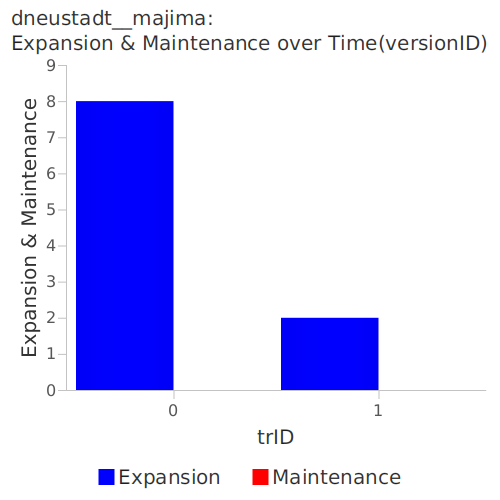 dneustadt__majima:
Expansion & Maintenance over Time(versionID)
Expansion & Maintenance
9
8
7
6
5
4
3
2
1
0
0 1
trID
Expansion Maintenance